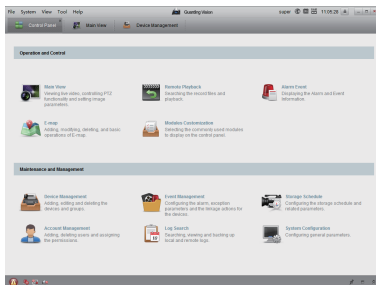 File System View Tool Help
Guarding Vision
super
11:05:26
Control Panel
Main View
Device Management
Operation and Control
Main View
Viewing live video, controlling PTZ
functionality and setting image
parameters.
Remote Playback
Searching the record files and
playback.
Alarm Event
Displaying the Alarm and Event
Information.
E-map
Adding, modifying, deleting, and basic
operations of E-map.
Modules Customization
Selecting the commonly used modules
to display on the control panel.
Maintenance and Management
Device Management
Adding, editing and deleting the
devices and groups.
Event Management
Configuring the alarm, exception
parameters and the linkage actions for
the devices.
Storage Schedule
Configuring the storage schedule and
related parameters.
Account Management
Adding, deleting users and assigning
the permissions.
Log Search
Searching, viewing and backing up
local and remote logs.
System Configuration
Configuring general parameters.